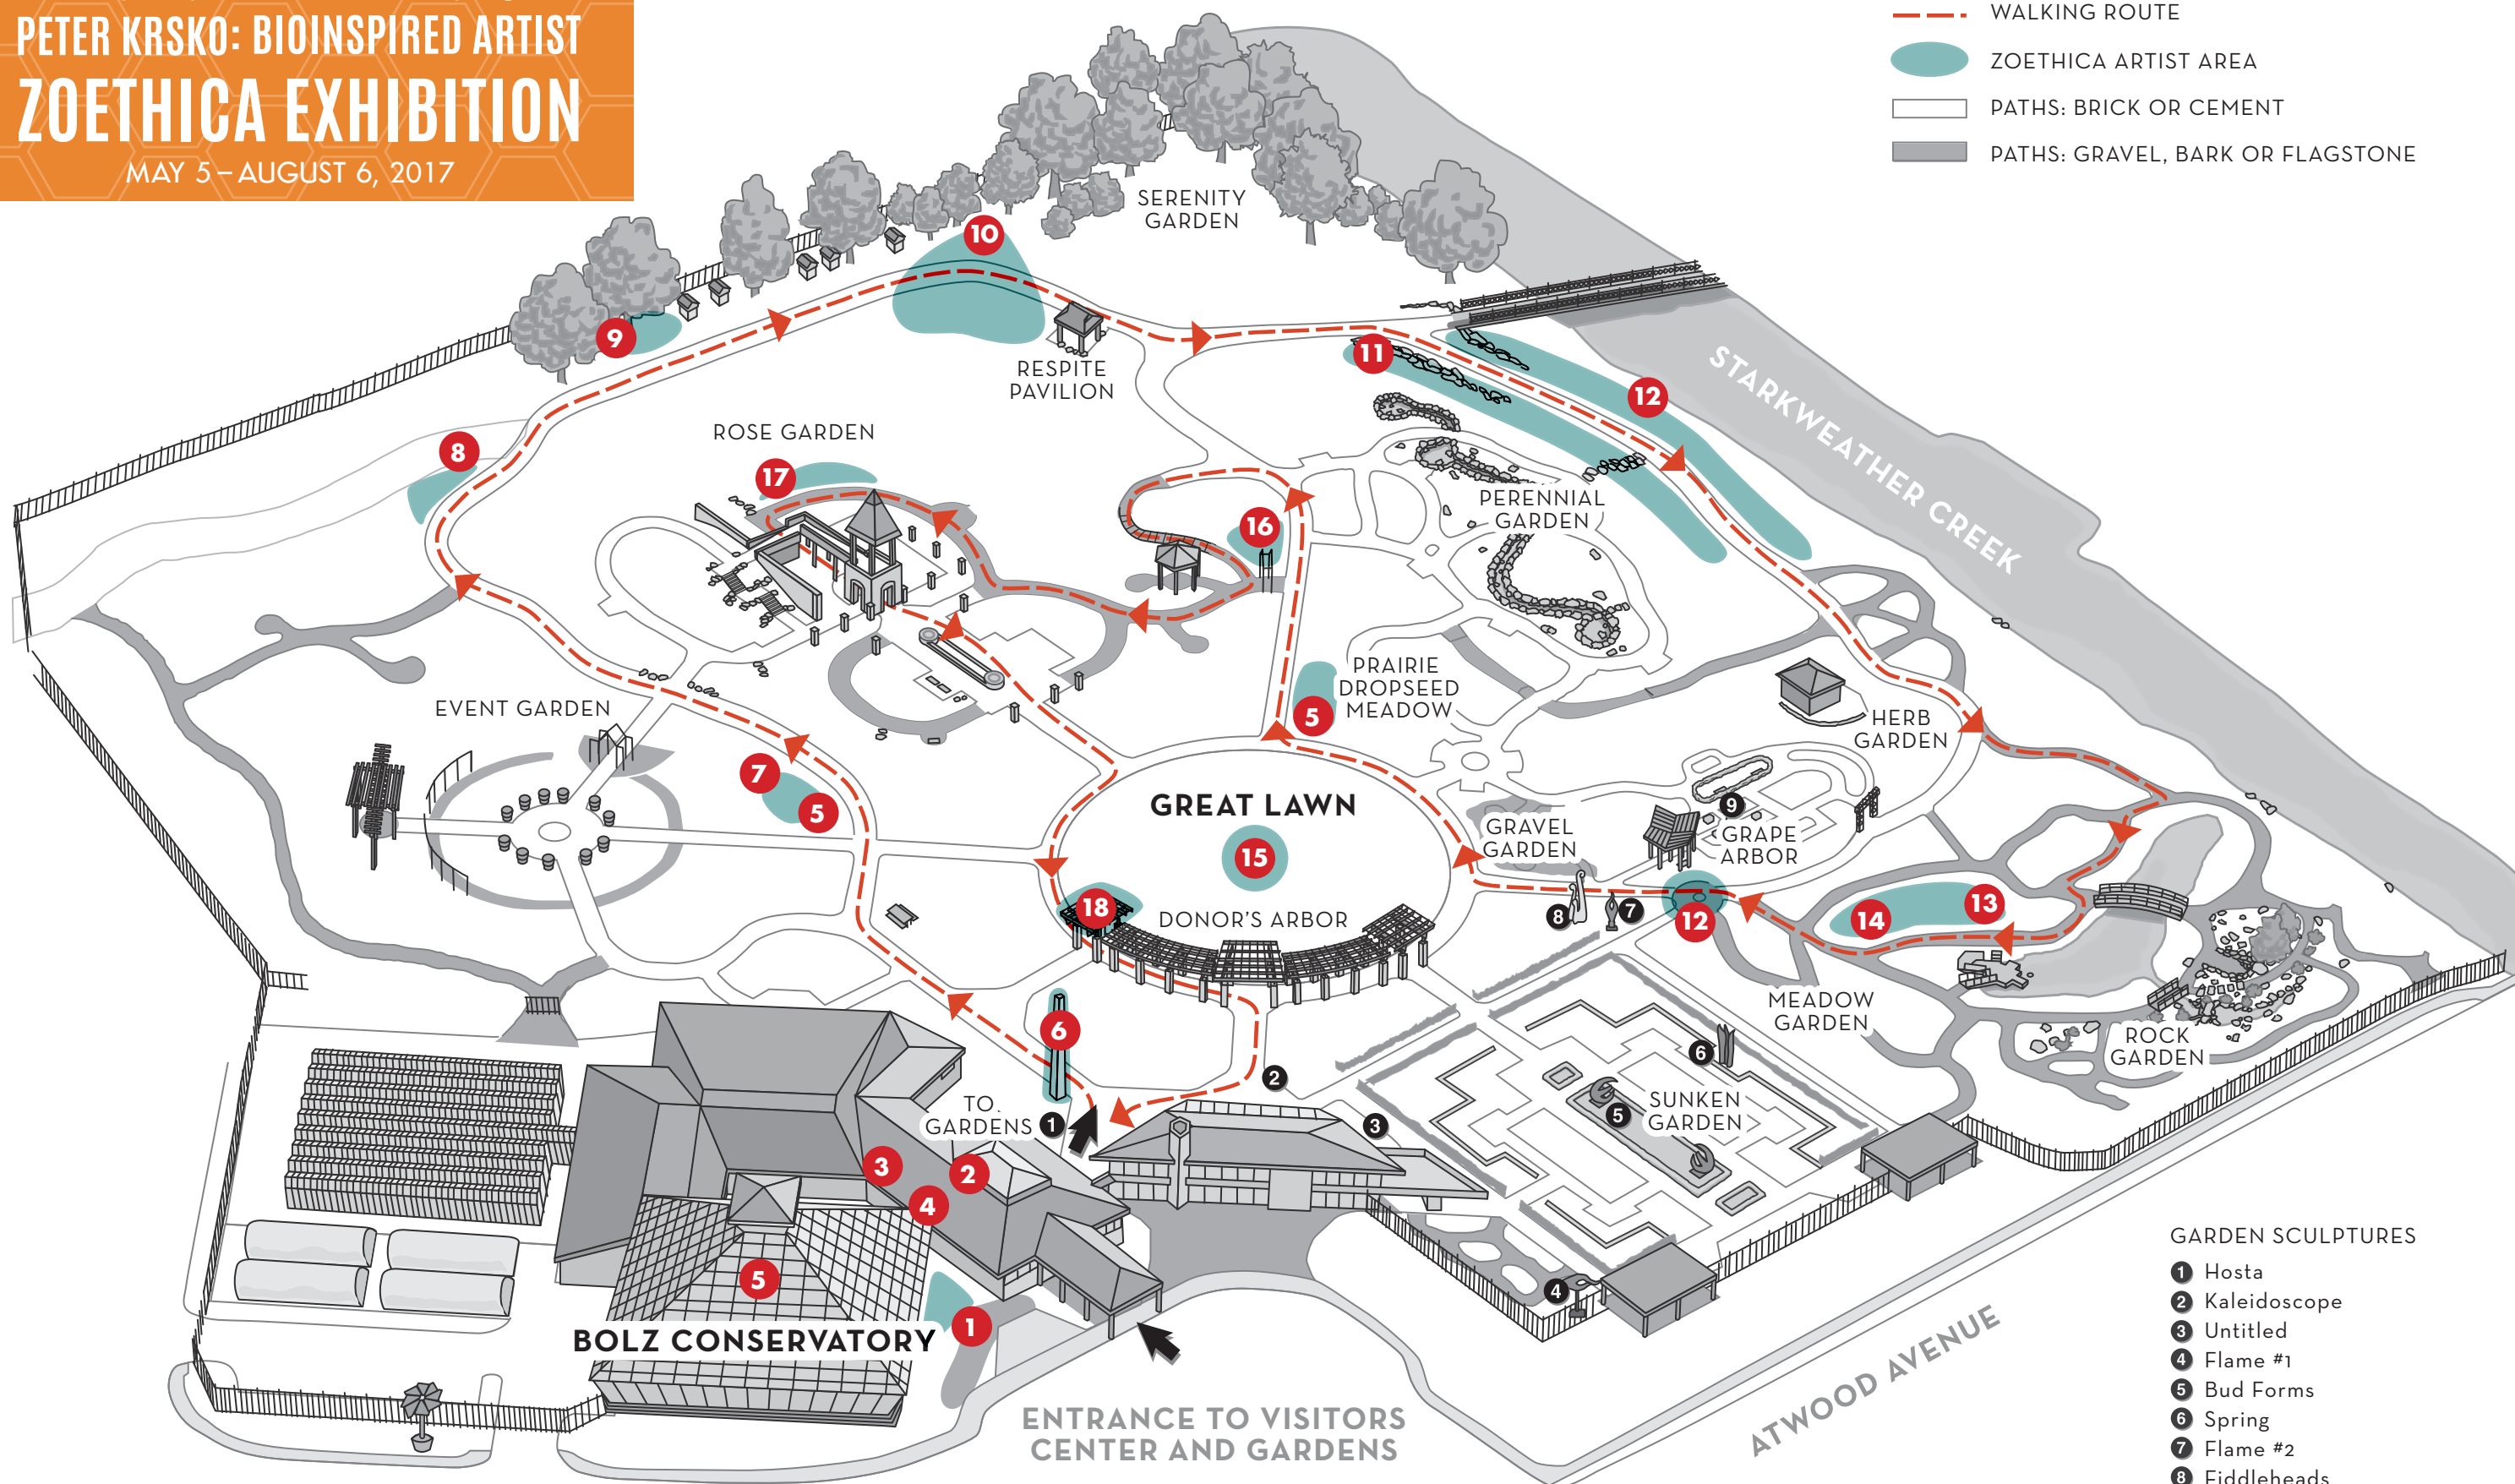 PETER KRSKO: BIOINSPIRED ARTIST
ZOETHICA EXHIBITION
MAY 5 – AUGUST 6, 2017
WALKING ROUTE
ZOETHICA ARTIST AREA
PATHS: BRICK OR CEMENT
PATHS: GRAVEL, BARK OR FLAGSTONE
SERENITY
GARDEN
10
9
RESPITE
PAVILION
11
12
STARKWEATHER CREEK
8
ROSE GARDEN
17
16
PERENNIAL
GARDEN
PRAIRIE
DROPSEED
MEADOW
5
EVENT GARDEN
7
5
HERB
GARDEN
GREAT LAWN
15
GRAVEL
GARDEN
9
GRAPE
ARBOR
18
DONOR'S ARBOR
8
7
12
14
13
MEADOW
GARDEN
ROCK
GARDEN
6
2
6
SUNKEN
GARDEN
5
TO
GARDENS
1
3
3
2
4
5
4
1
BOLZ CONSERVATORY
ENTRANCE TO VISITORS
CENTER AND GARDENS
ATWOOD AVENUE
GARDEN SCULPTURES
1 Hosta
2 Kaleidoscope
3 Untitled
4 Flame #1
5 Bud Forms
6 Spring
7 Flame #2
8 Fiddleheads